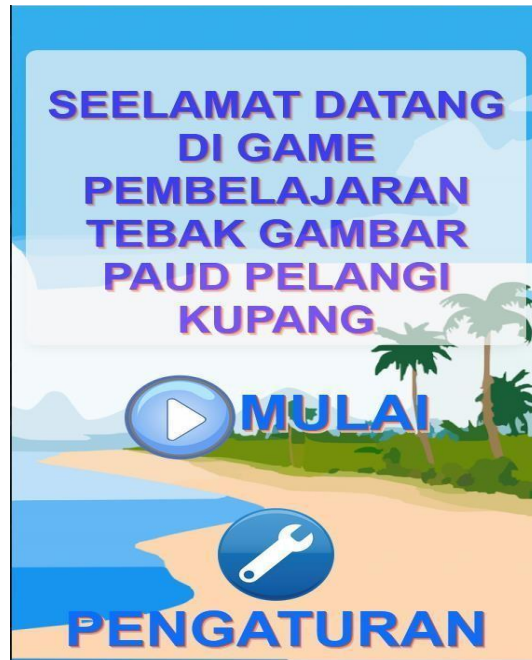 SEELAMAT DATANG
DI GAME
PEMBELAJARAN
TEBAK GAMBAR
PAUD PELANGI
KUPANG
MULAI
PENGATURAN